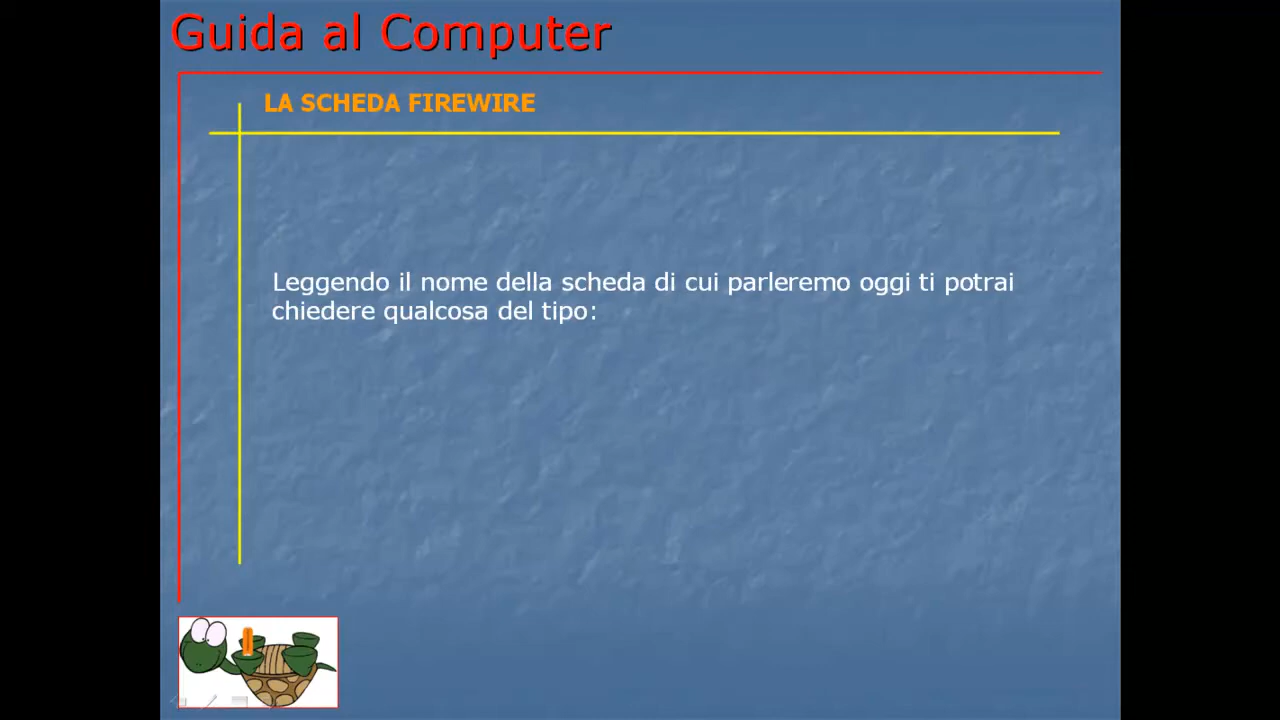 Guida al Computer
LA SCHEDA FIREWIRE
Leggendo il nome della scheda di cui parleremo oggi ti potrai
chiedere qualcosa del tipo: